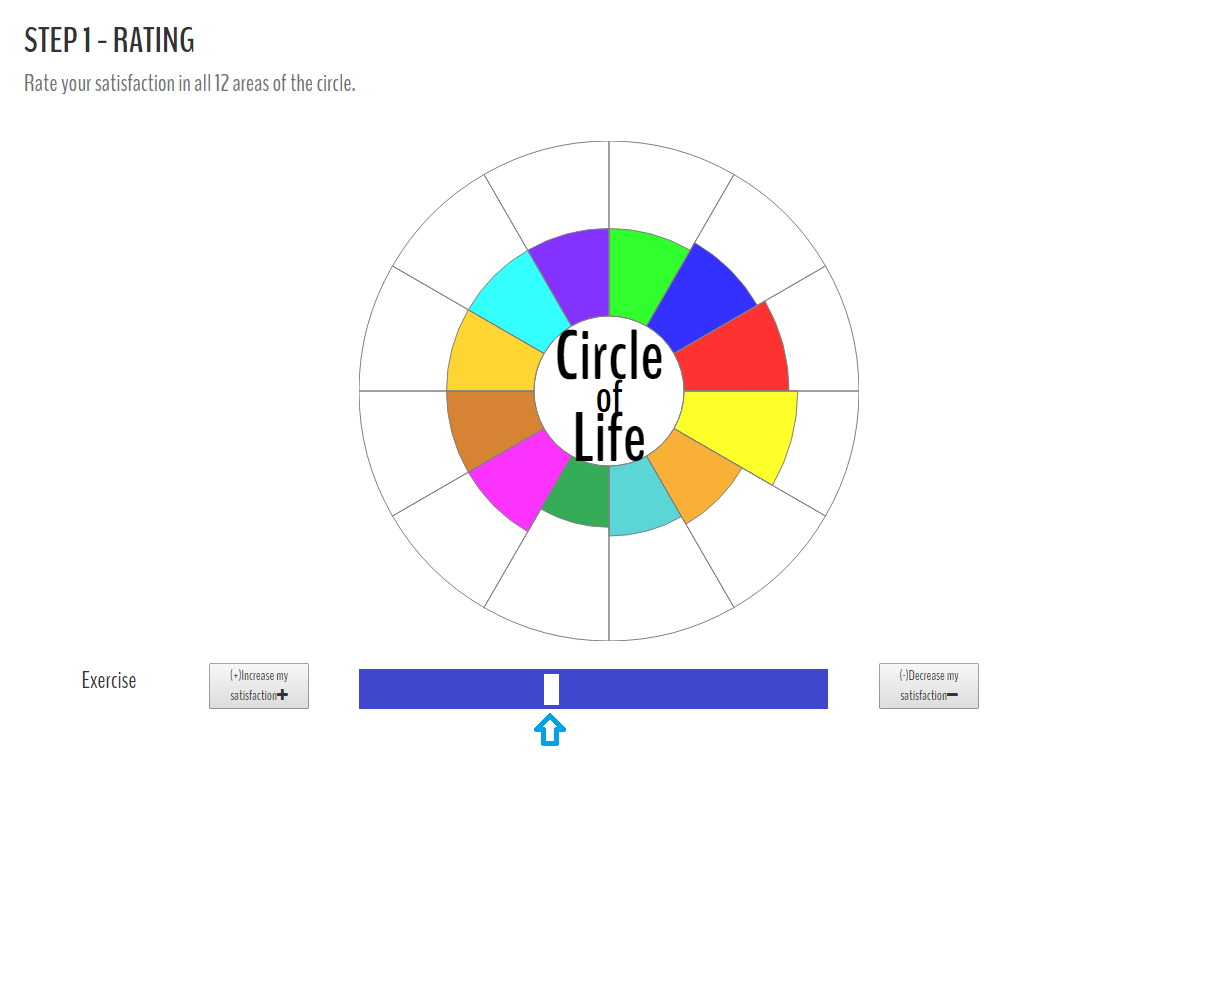 STEP 1 - RATING
Rate your satisfaction in all 12 areas of the circle.
Circle
of
Life
Exercise
(+)Increase my
satisfaction+
(-)Decrease my
satisfaction-